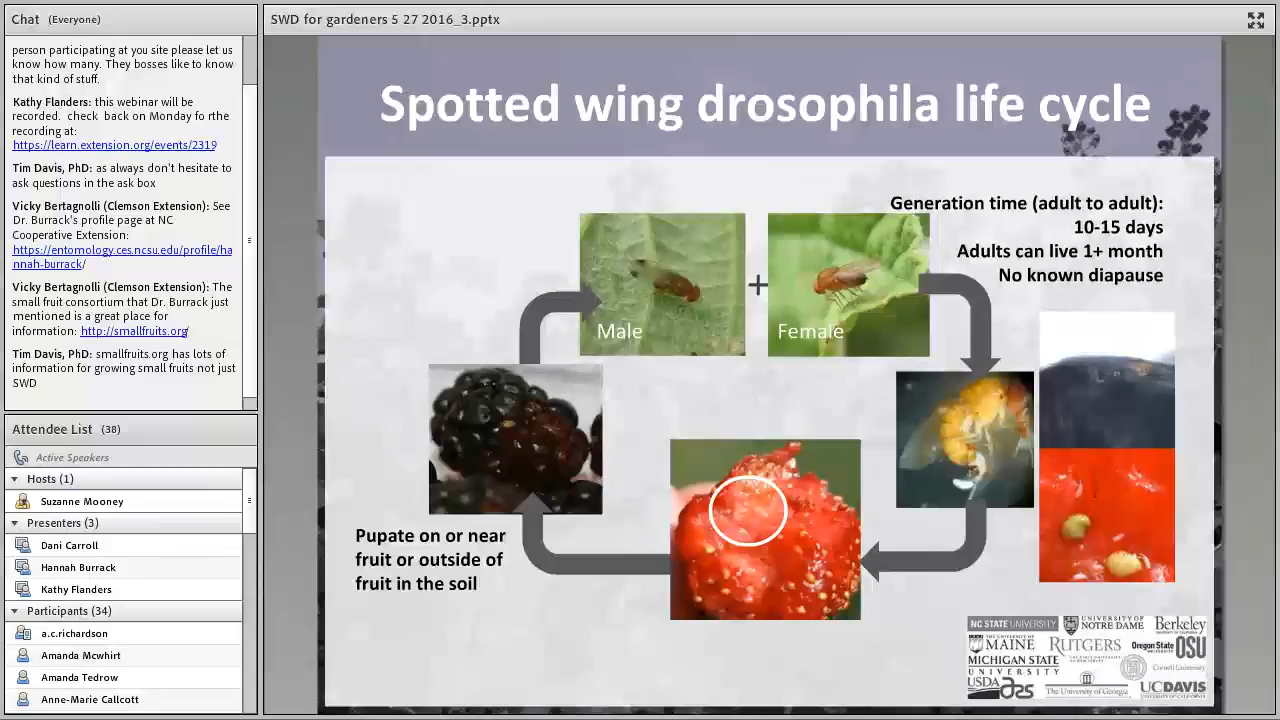 Chat (Everyone)
person participating at you site please let us
know how many. They bosses like to know
that kind of stuff.
Kathy Flanders: this webinar will be
recorded. check back on Monday fo rthe
recording at:
https://learn.extension.org/events/2319
Tim Davis, PhD: as always don't hesitate to
ask questions in the ask box
Vicky Bertagnolli (Clemson Extension): See
Dr. Burrack's profile page at NC
Cooperative Extension:
https://entomology.ces.ncsu.edu/profile/ha
nnah-burrack/
Vicky Bertagnolli (Clemson Extension): The
small fruit consortium that Dr. Burrack just
mentioned is a great place for
information: http://smallfruits.org/
Tim Davis, PhD: smallfruits.org has lots of
information for growing small fruits not just
SWD
Attendee List (38)
Active Speakers
Hosts (1)
Suzanne Mooney
Presenters (3)
Dani Carroll
Hannah Burrack
Kathy Flanders
Participants (34)
a.c.richardson
Amanda Mcwhirt
Amanda Tedrow
Anne-Marie Callcott
SWD for gardeners 5 27 2016_3.pptx
Spotted wing drosophila life cycle
Generation time (adult to adult):
10-15 days
Adults can live 1+ month
No known diapause
Male
+
Female
Pupate on or near
fruit or outside of
fruit in the soil
NC STATE UNIVERSITY
UNIVERSITY OF
NOTRE DAME
Berkeley
MAINE
RUTGERS
Oregon State
OSU
MICHIGAN STATE
UNIVERSITY
Cornell University
USDA
ars
The University of Georgia
UCDAVIS